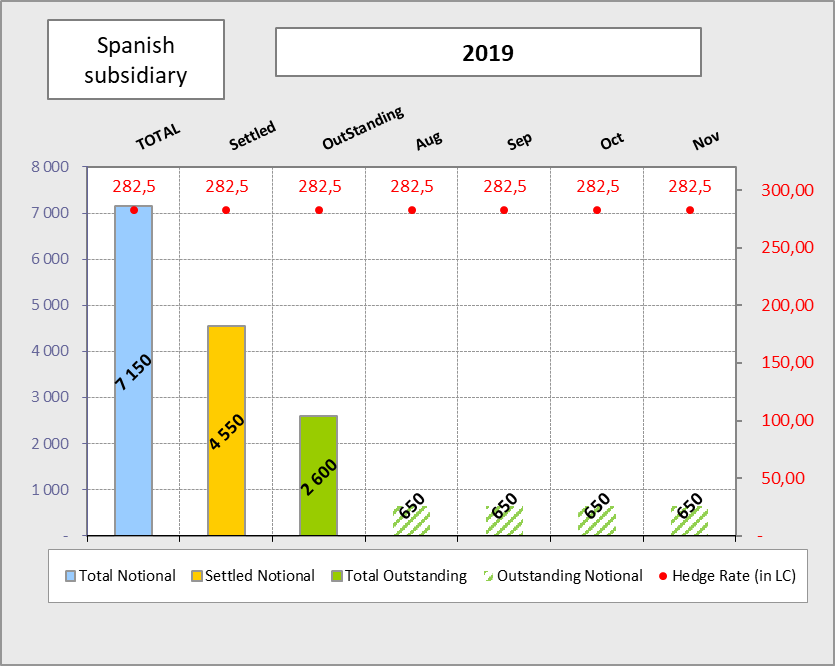 Spanish
subsidiary
2019
TOTAL
Settled
OutStanding
Aug
Sep
Oct
Nov
8 000
7 000
6 000
5 000
4 000
3 000
2 000
1 000
-
282,5
282,5
282,5
282,5
282,5
282,5
282,5
7 150
4 550
2 600
650
650
650
650
300,00
250,00
200,00
150,00
100,00
50,00
-
Total Notional
Settled Notional
Total Outstanding
Outstanding Notional
Hedge Rate (in LC)